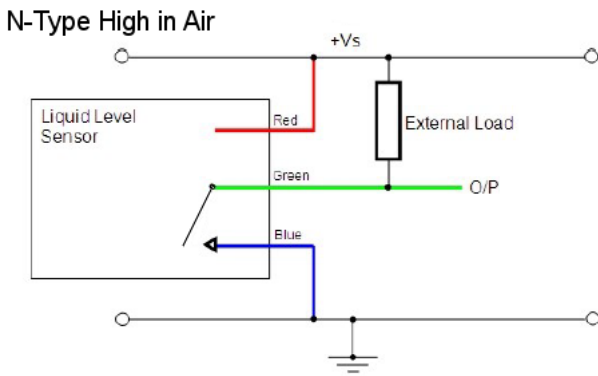 N-Type High in Air
+Vs
Liquid Level
Sensor
Red
External Load
Green
O/P
Blue